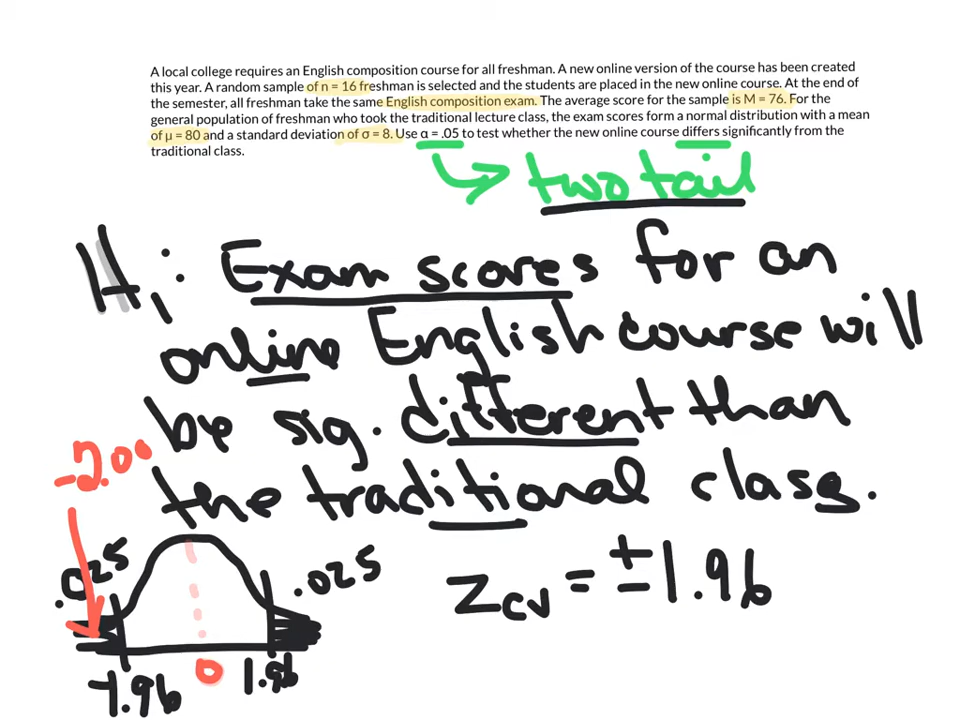 A local college requires an English composition course for all freshman. A new online version of the course has been created
this year. A random sample of n = 16 freshman is selected and the students are placed in the new online course. At the end of
the semester, all freshman take the same English composition exam. The average score for the sample is M = 76. For the
general population of freshman who took the traditional lecture class, the exam scores form a normal distribution with a mean
of μ = 80 and a standard deviation of σ = 8. Use α = .05 to test whether the new online course differs significantly from the
traditional class.
two tail
H₁: Exam scores for an
online English course will
be sig. different than
the traditional class.
-2.00
.025
.025
Zcv = ±1.96
-1.96
0
1.96